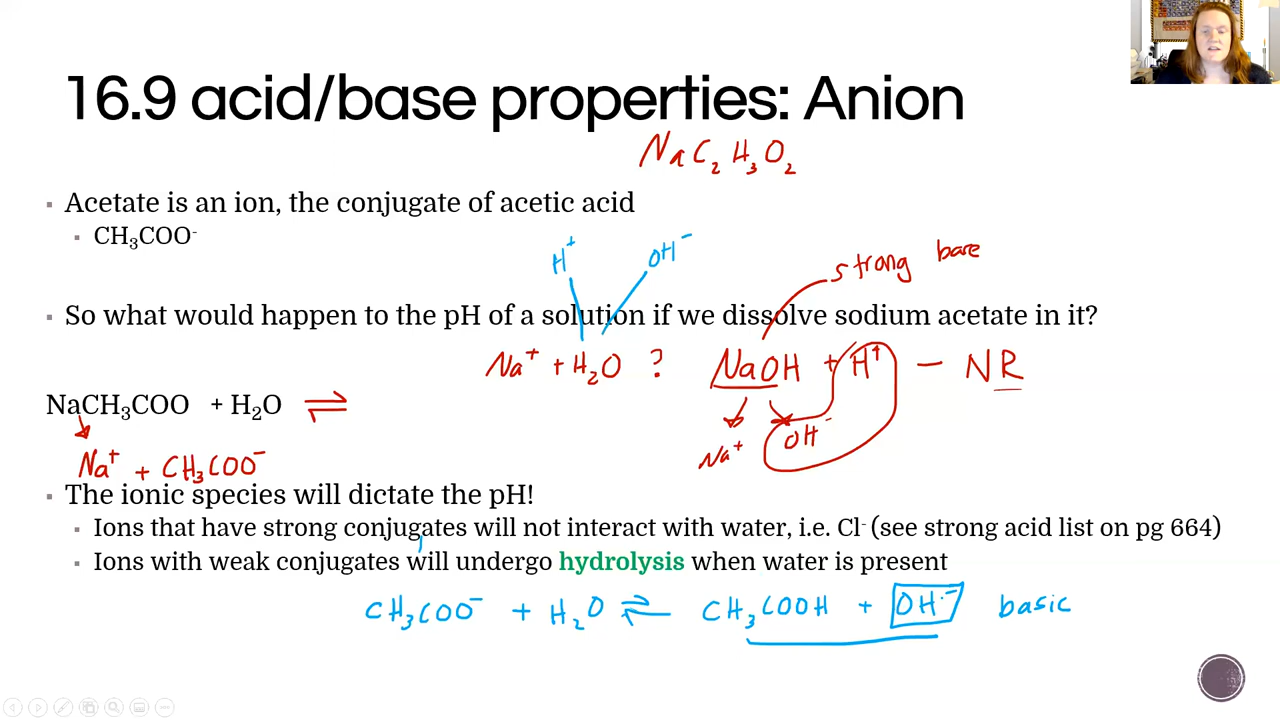 16.9 acid/base properties: Anion
NaC₂H₃O₂
▪ Acetate is an ion, the conjugate of acetic acid
▪ CH₃COO⁻
H⁺ OH⁻ strong base
▪ So what would happen to the pH of a solution if we dissolve sodium acetate in it?
Na⁺ + H₂O ? NaOH + H⁺ — NR
NaCH₃COO + H₂O ⇌
Na⁺ OH⁻
Na⁺ + CH₃COO⁻
▪ The ionic species will dictate the pH!
▪ Ions that have strong conjugates will not interact with water, i.e. Cl⁻ (see strong acid list on pg 664)
▪ Ions with weak conjugates will undergo hydrolysis when water is present
CH₃COO⁻ + H₂O ⇌ CH₃COOH + OH⁻ basic